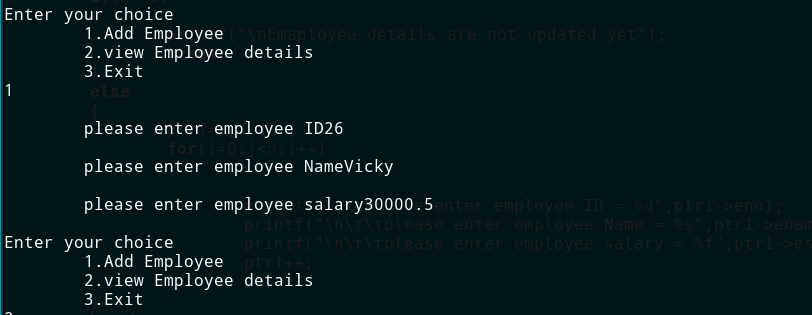 Enter your choice
1.Add Employee
("\nEmaployee details are not updated yet");
2.view Employee details
3.Exit
1
else
{
please enter employee ID26
for(j=0;j<n;j++)
please enter employee NameVicky
please enter employee salary30000.5
enter employee ID = %d",ptr1->eno);
printf("\n\t\tplease enter employee Name = %s",ptr1->enam
Enter your choice
printf("\n\t\tplease enter employee salary = %f",ptr1->es
1.Add Employee
ptr1++;
2.view Employee details
3.Exit